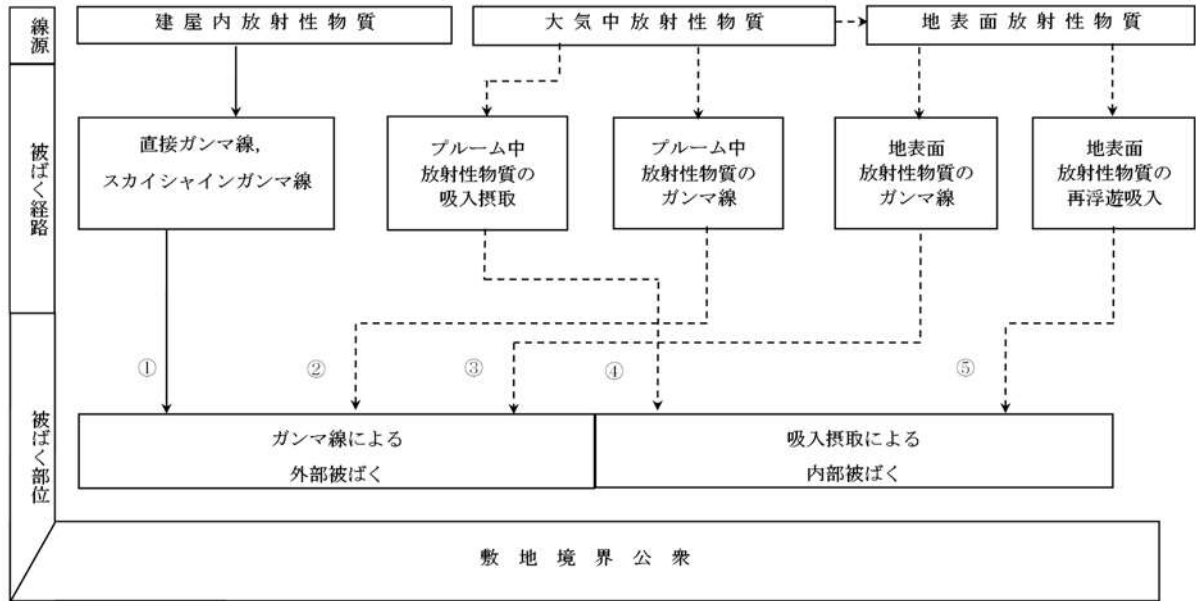 線源
建屋内放射性物質
大気中放射性物質
地表面放射性物質
被ばく経路
直接ガンマ線，
スカイシャインガンマ線
プルーム中
放射性物質の
吸入摂取
プルーム中
放射性物質の
ガンマ線
地表面
放射性物質の
ガンマ線
地表面
放射性物質の
再浮遊吸入
①
②
③
④
⑤
被ばく部位
ガンマ線による
外部被ばく
吸入摂取による
内部被ばく
敷地境界公衆